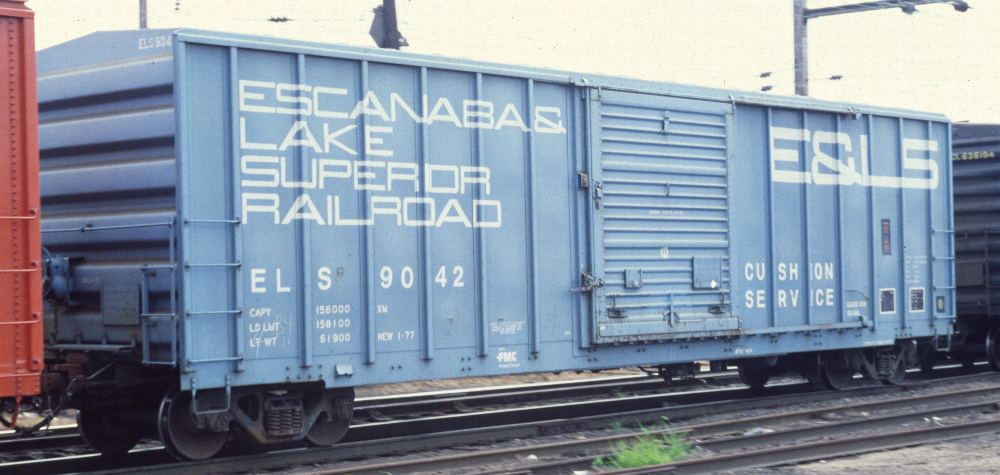 ELS 904
ESCANABA &
LAKE
SUPERIOR
RAILROAD
ELS 9042
CAPY 156000 XM
LD LMT 158100
LT WT 61900 NEW 1-77
FMC
E&LS
CUSHION
SERVICE